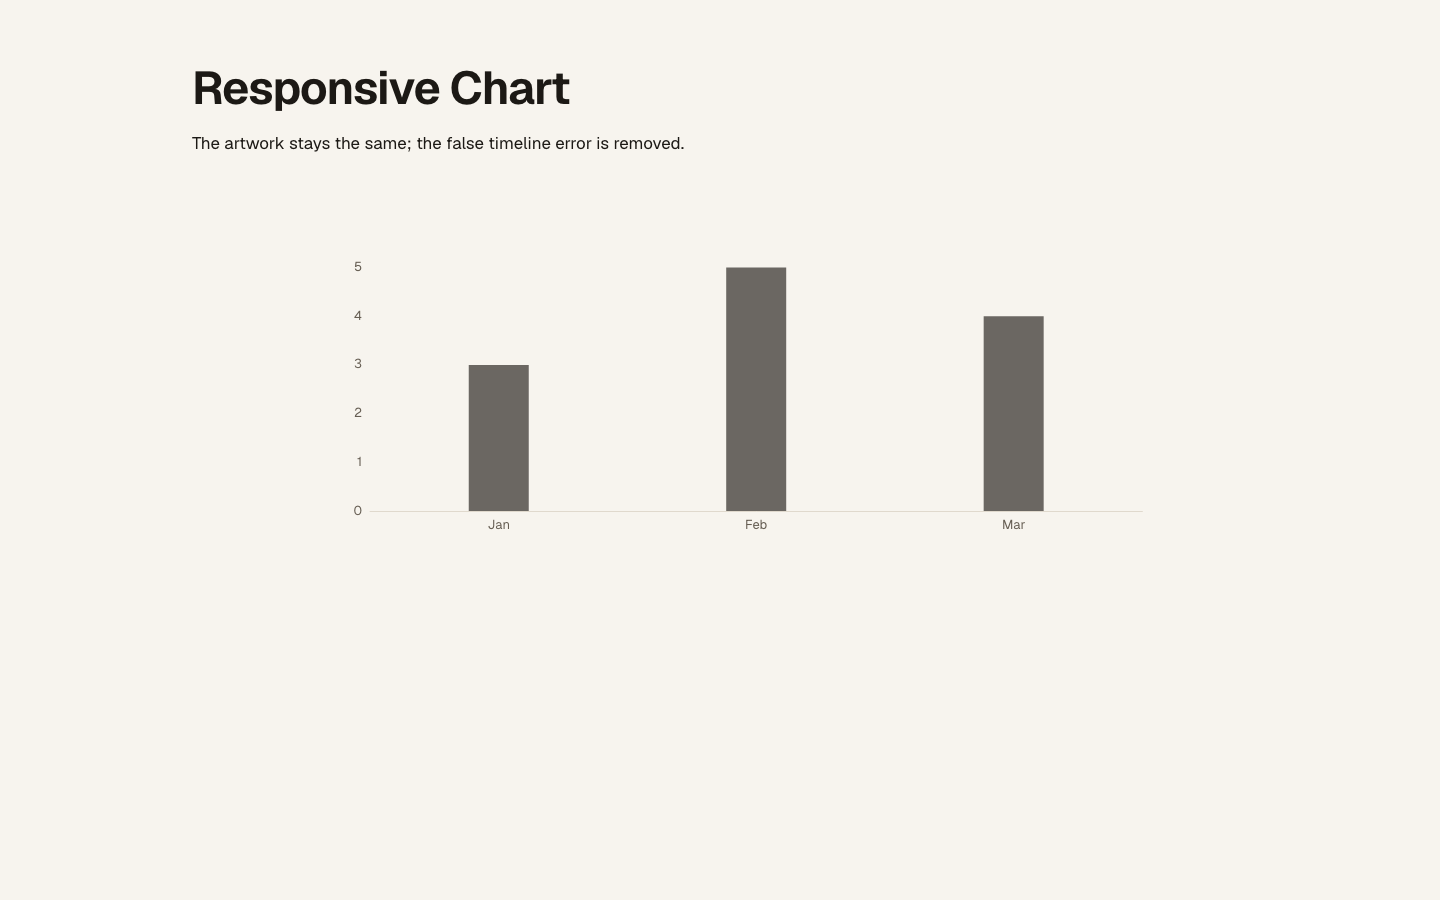 Responsive Chart
The artwork stays the same; the false timeline error is removed.
5
4
3
2
1
0
Jan
Feb
Mar